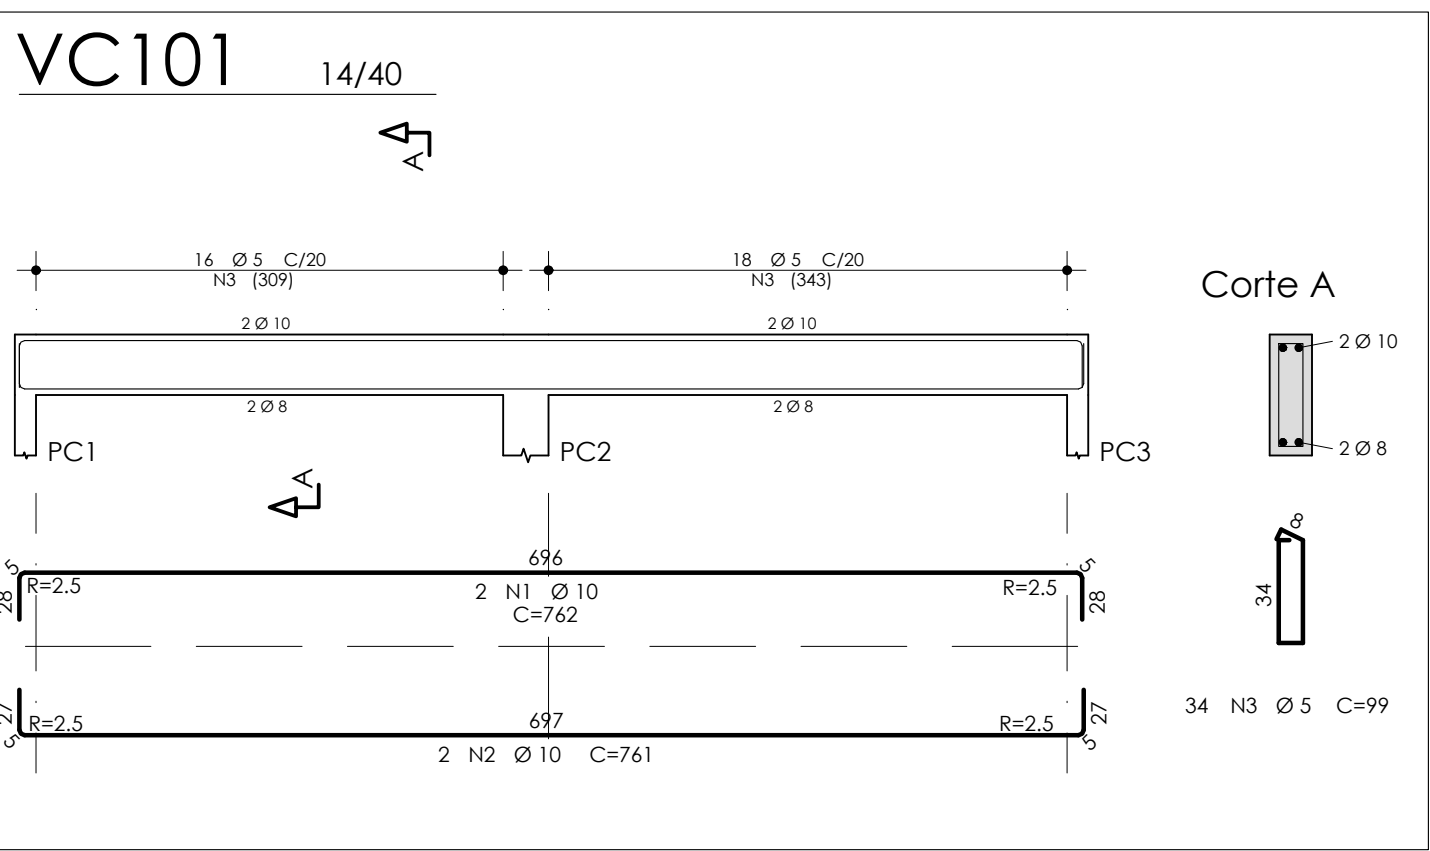 VC101 14/40
A
16 Ø 5 C/20
N3 (309)
18 Ø 5 C/20
N3 (343)
Corte A
2 Ø 10
2 Ø 10
2 Ø 10
2 Ø 8
2 Ø 8
2 Ø 8
PC1
PC2
PC3
A
696
5
R=2.5
28
2 N1 Ø 10
C=762
R=2.5
5
28
8
34
34 N3 Ø 5 C=99
27
R=2.5
5
697
2 N2 Ø 10 C=761
R=2.5
27
5